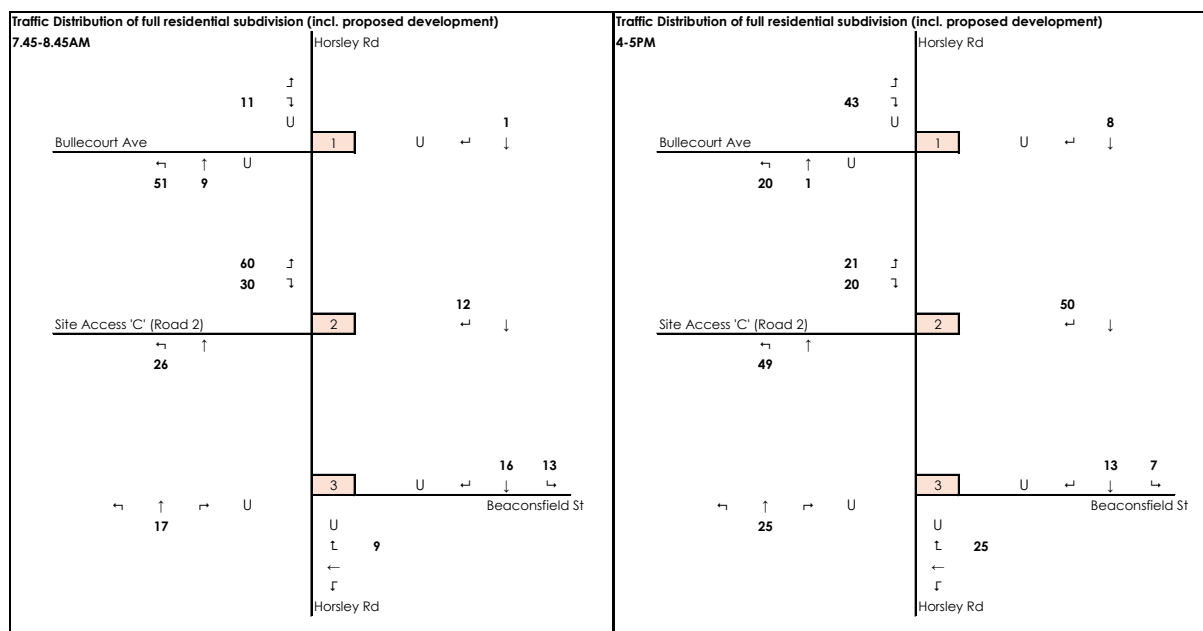 Traffic Distribution of full residential subdivision (incl. proposed development)
7.45-8.45AM
Horsley Rd
↥
11 ↴
U
1
Bullecourt Ave
1
U ↵ ↓
↰ ↑ U
51 9
60 ↥
30 ↴
12
Site Access 'C' (Road 2)
2
↵ ↓
↰ ↑
26
16 13
3
U ↵ ↓ ↳
Beaconsfield St
↰ ↑ ↱ U
17
U
↥ 9
←
↧
Horsley Rd
Traffic Distribution of full residential subdivision (incl. proposed development)
4-5PM
Horsley Rd
↥
43 ↴
U
8
Bullecourt Ave
1
U ↵ ↓
↰ ↑ U
20 1
21 ↥
20 ↴
50
Site Access 'C' (Road 2)
2
↵ ↓
↰ ↑
49
13 7
3
U ↵ ↓ ↳
Beaconsfield St
↰ ↑ ↱ U
25
U
↥ 25
←
↧
Horsley Rd